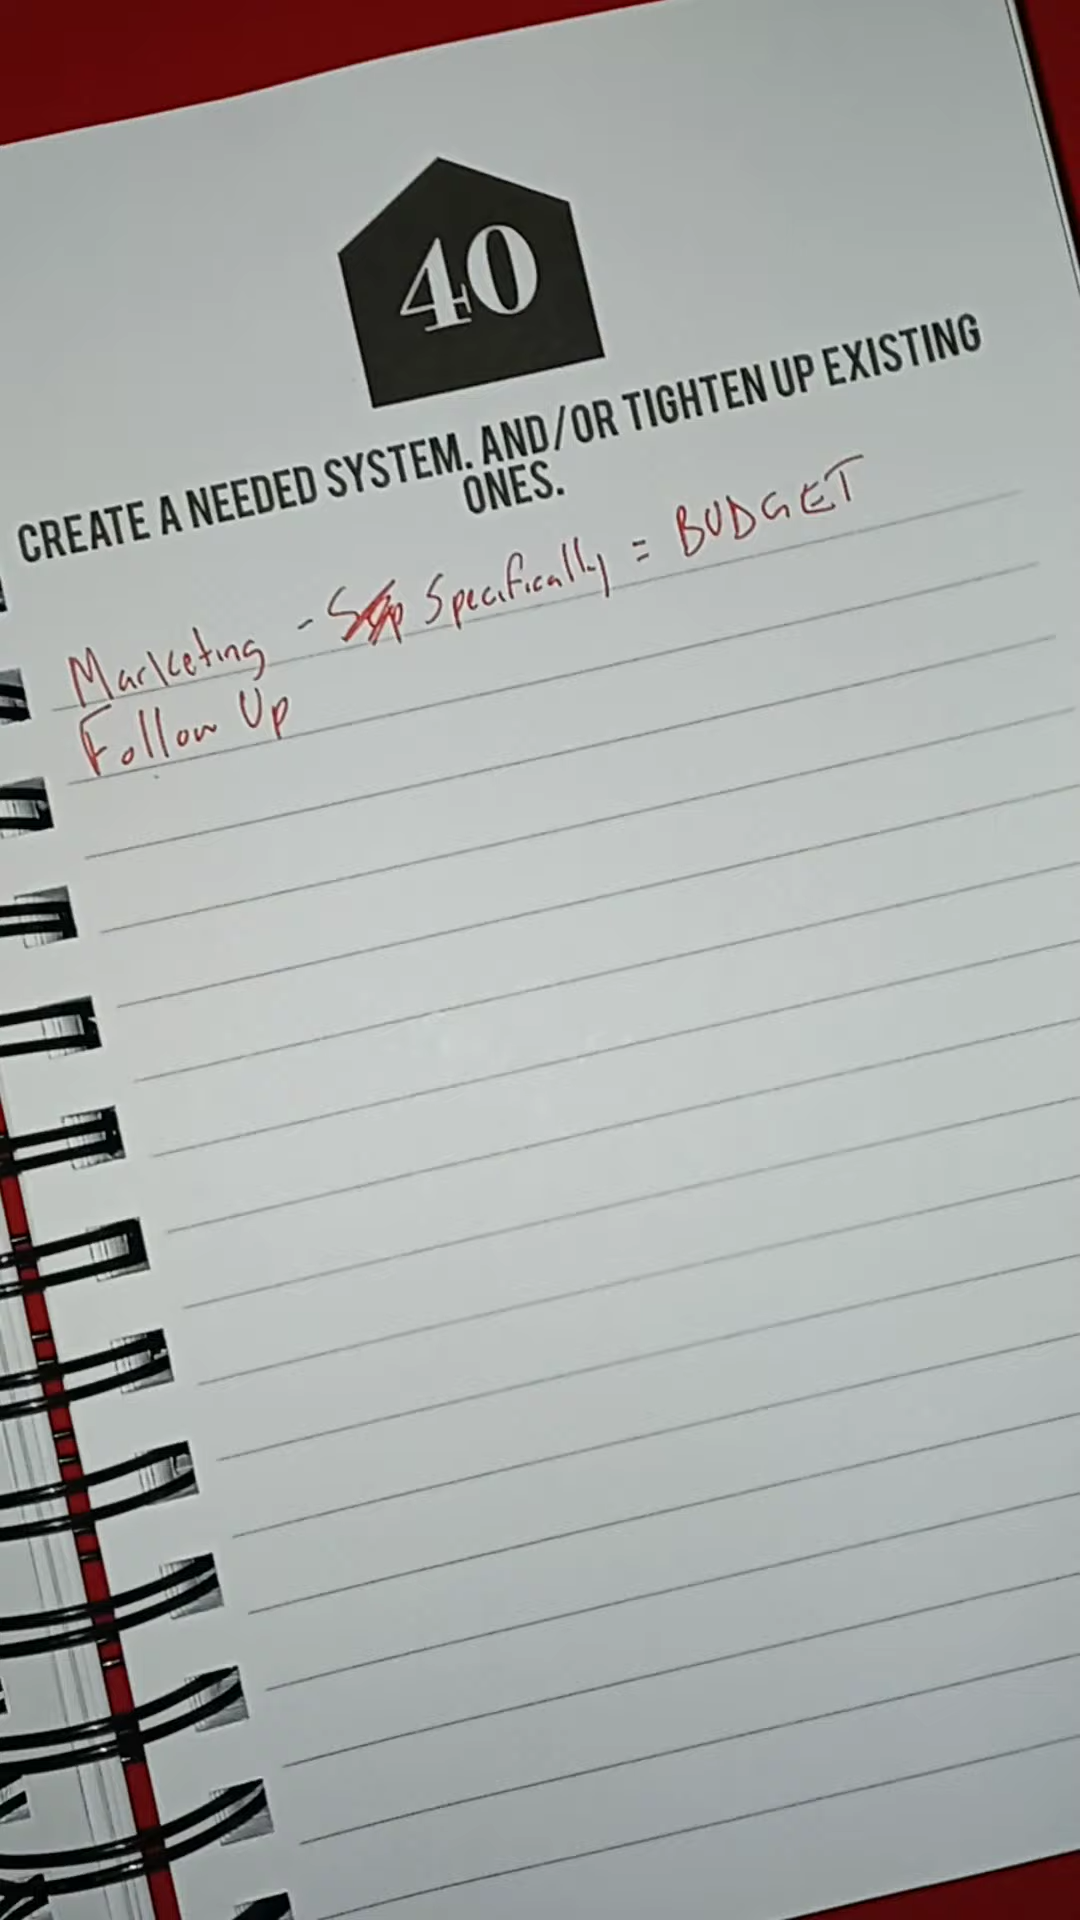 40
CREATE A NEEDED SYSTEM. AND/OR TIGHTEN UP EXISTING
ONES.
Marketing - Specifically = BUDGET
Follow Up